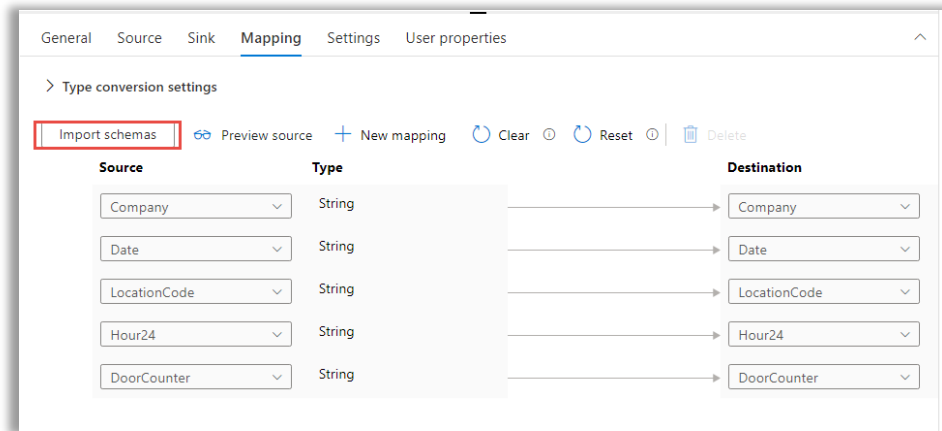 General Source Sink Mapping Settings User properties
Type conversion settings
Import schemas Preview source New mapping Clear Reset Delete
Source Type Destination
Company String Company
Date String Date
LocationCode String LocationCode
Hour24 String Hour24
DoorCounter String DoorCounter